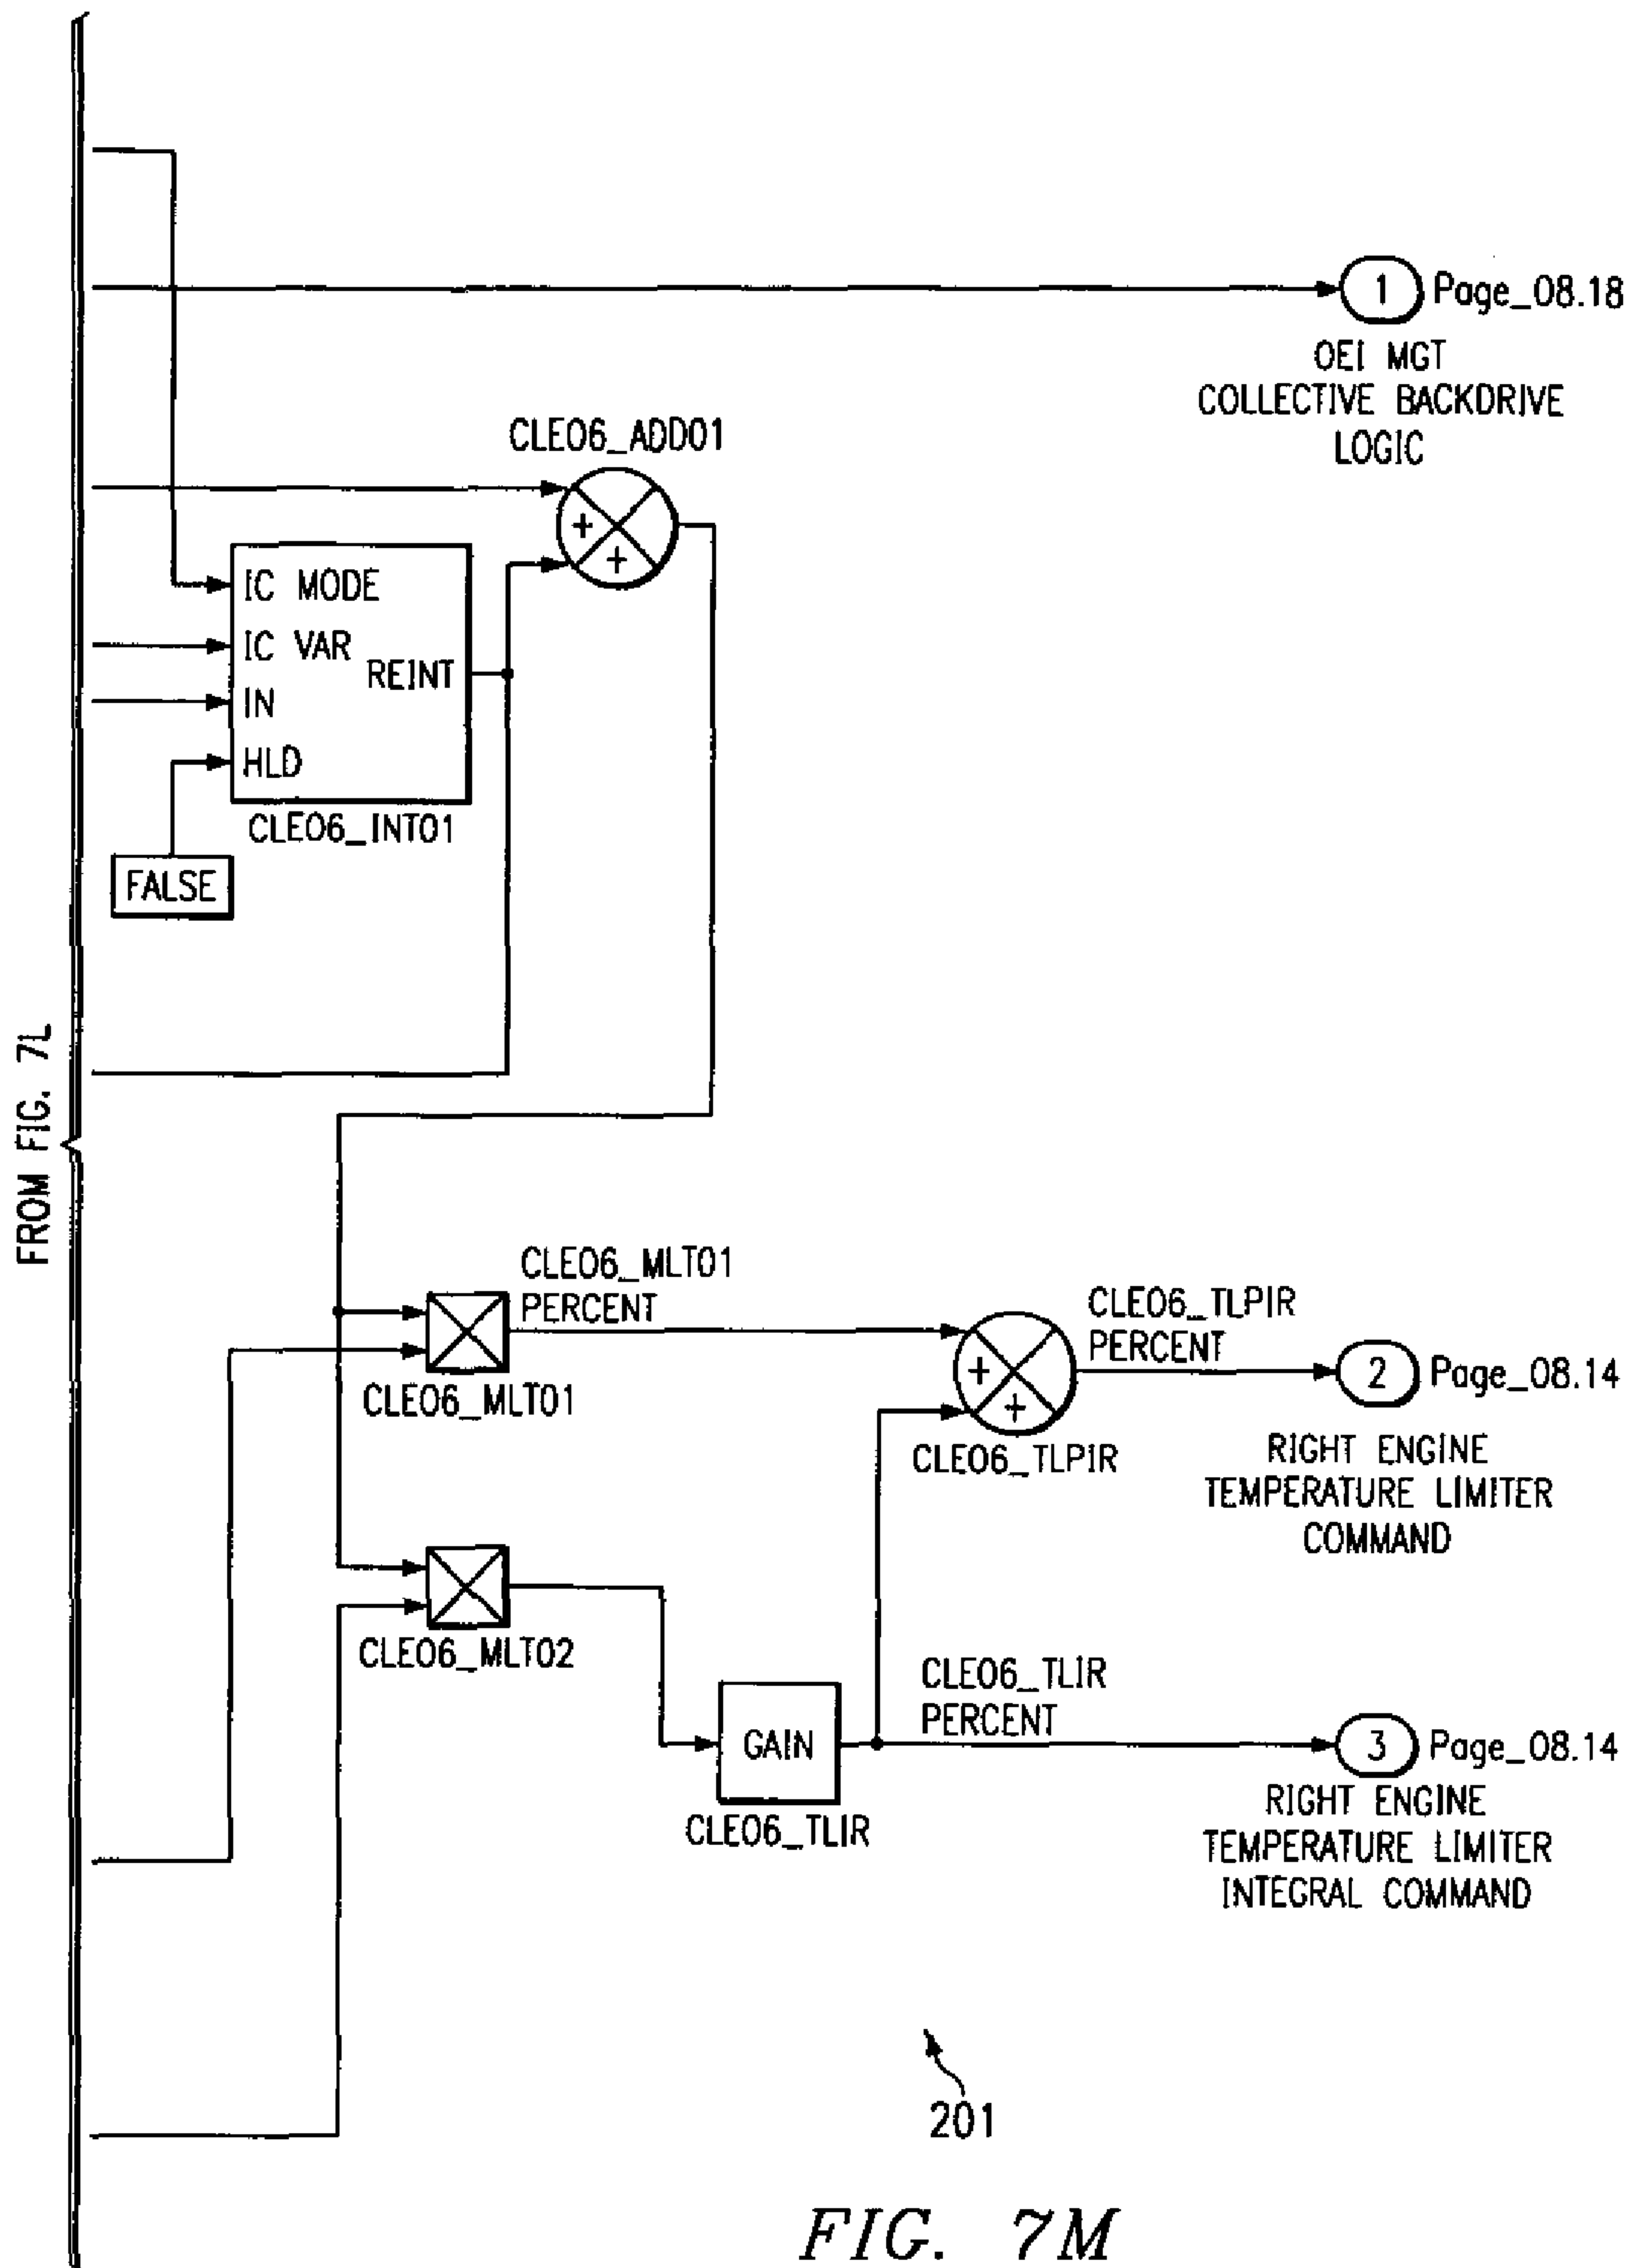 1 Page_08.18
OEI MGT
COLLECTIVE BACKDRIVE
LOGIC
CLE06_ADD01
+
+
IC MODE
IC VAR
REINT
IN
HLD
CLE06_INT01
FALSE
FROM FIG. 7L
CLE06_MLT01
PERCENT
CLE06_MLT01
CLE06_TLPIR
PERCENT
+
+
CLE06_TLPIR
2 Page_08.14
RIGHT ENGINE
TEMPERATURE LIMITER
COMMAND
CLE06_MLT02
GAIN
CLE06_TLIR
CLE06_TLIR
PERCENT
3 Page_08.14
RIGHT ENGINE
TEMPERATURE LIMITER
INTEGRAL COMMAND
201
FIG. 7M